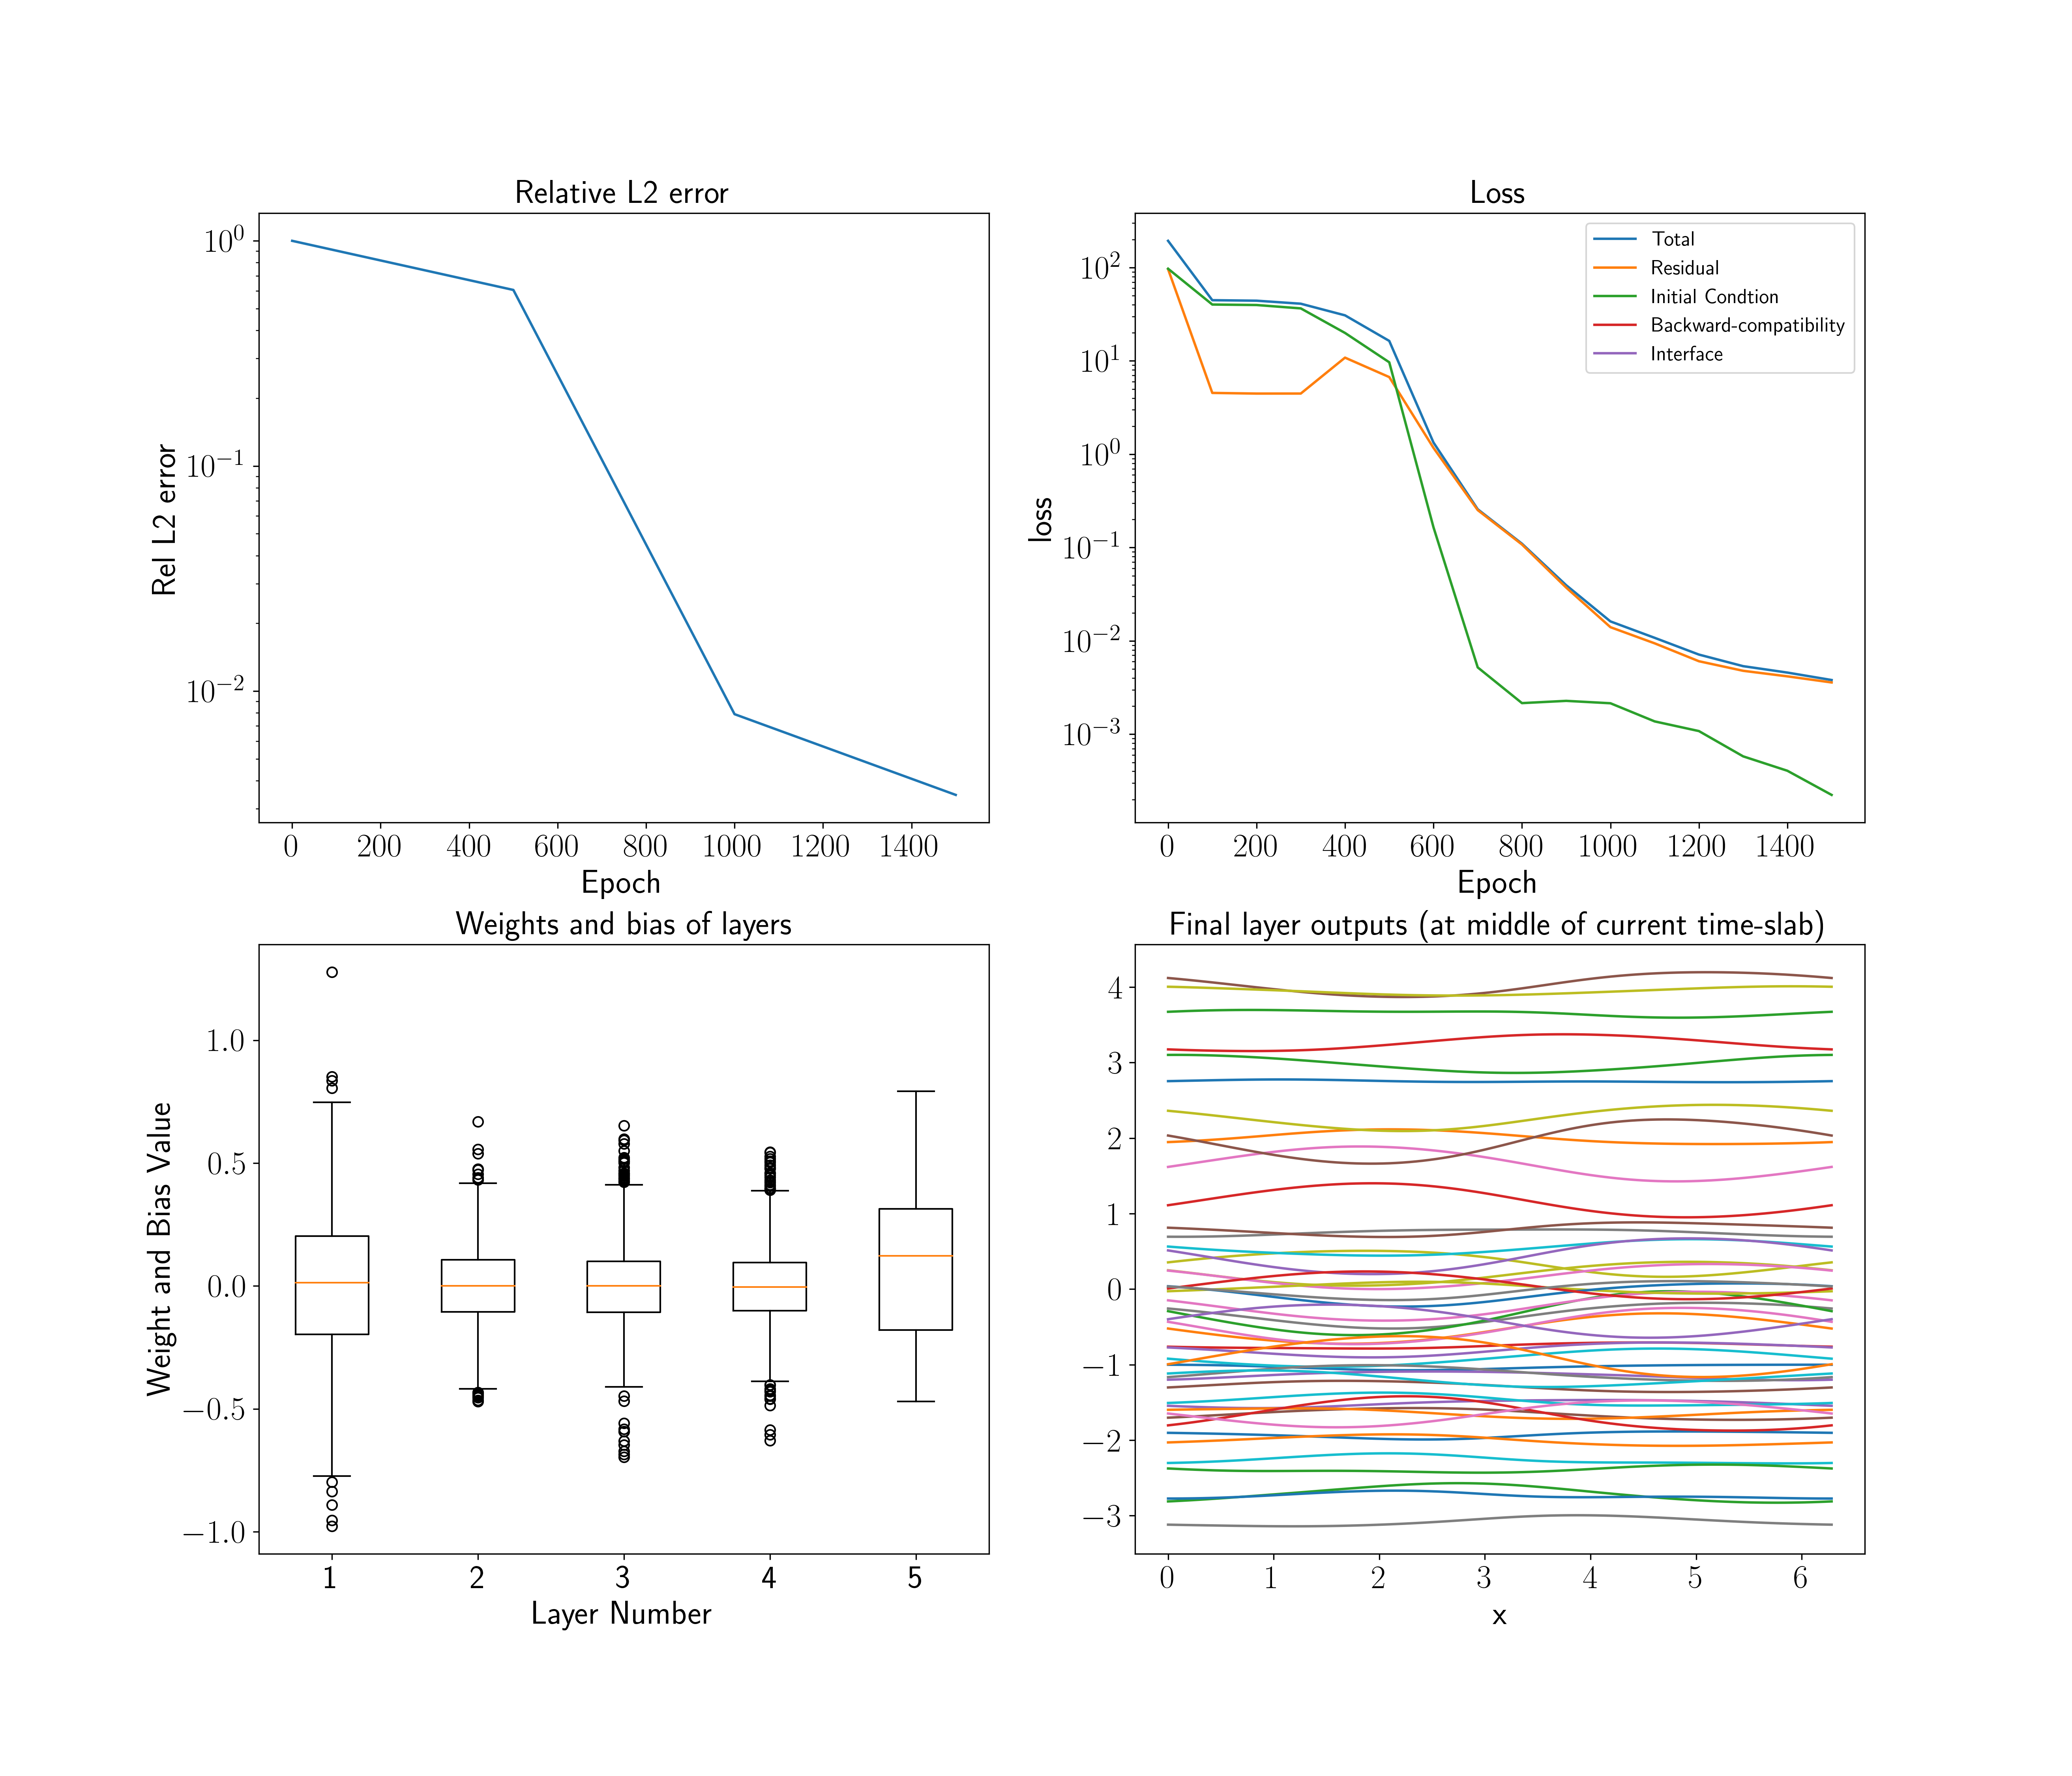 Relative L2 error
10^0
10^−1
10^−2
Rel L2 error
0 200 400 600 800 1000 1200 1400
Epoch
Loss
10^2
10^1
10^0
10^−1
10^−2
10^−3
loss
Total
Residual
Initial Condtion
Backward-compatibility
Interface
0 200 400 600 800 1000 1200 1400
Epoch
Weights and bias of layers
1.0
0.5
0.0
−0.5
−1.0
Weight and Bias Value
1 2 3 4 5
Layer Number
Final layer outputs (at middle of current time-slab)
4
3
2
1
0
−1
−2
−3
0 1 2 3 4 5 6
x